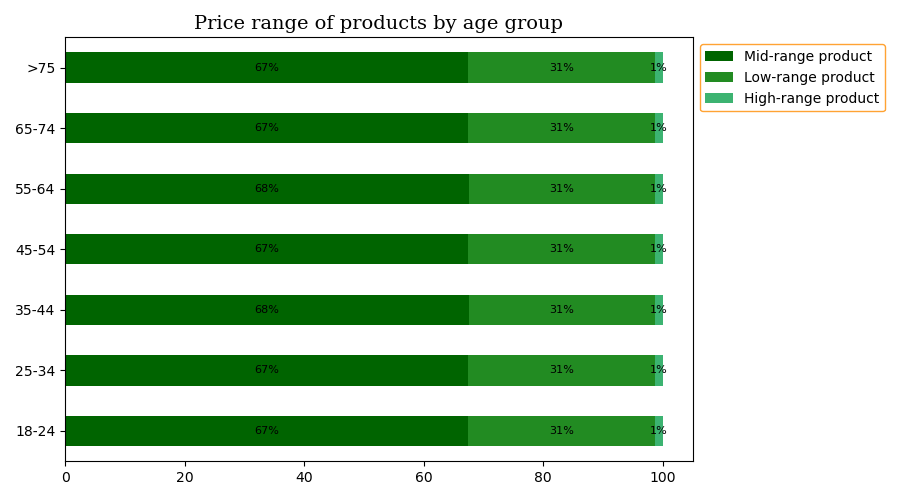 Price range of products by age group
>75 67% 31% 1%
65-74 67% 31% 1%
55-64 68% 31% 1%
45-54 67% 31% 1%
35-44 68% 31% 1%
25-34 67% 31% 1%
18-24 67% 31% 1%
0 20 40 60 80 100
Mid-range product
Low-range product
High-range product